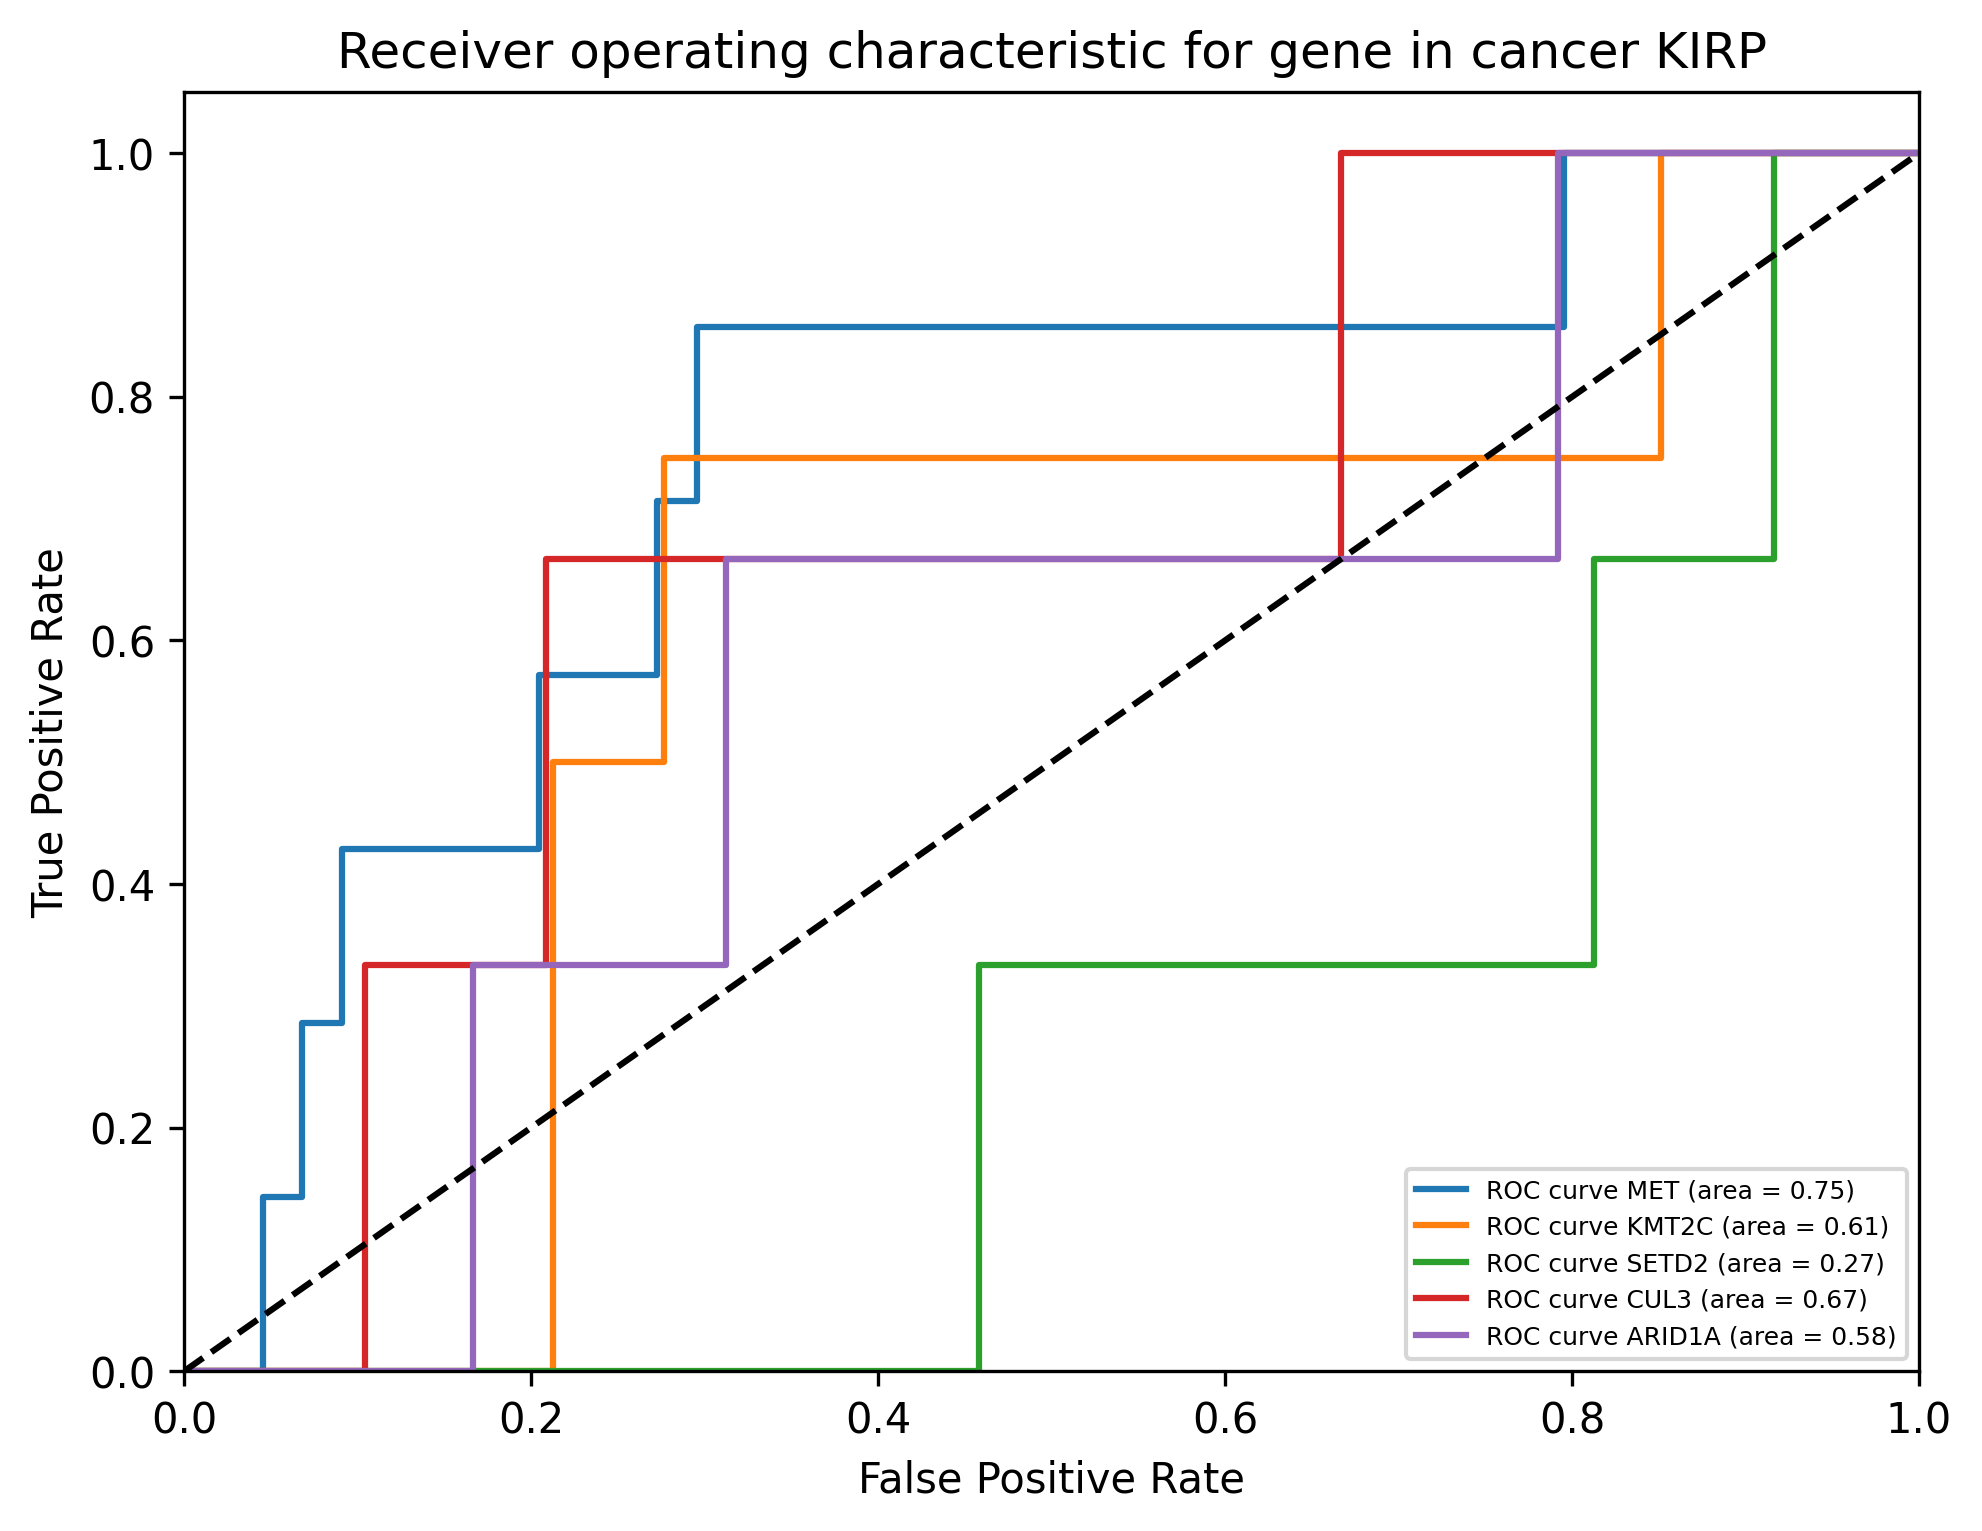 Receiver operating characteristic for gene in cancer KIRP
True Positive Rate
1.0
0.8
0.6
0.4
0.2
0.0
ROC curve MET (area = 0.75)
ROC curve KMT2C (area = 0.61)
ROC curve SETD2 (area = 0.27)
ROC curve CUL3 (area = 0.67)
ROC curve ARID1A (area = 0.58)
0.0 0.2 0.4 0.6 0.8 1.0
False Positive Rate